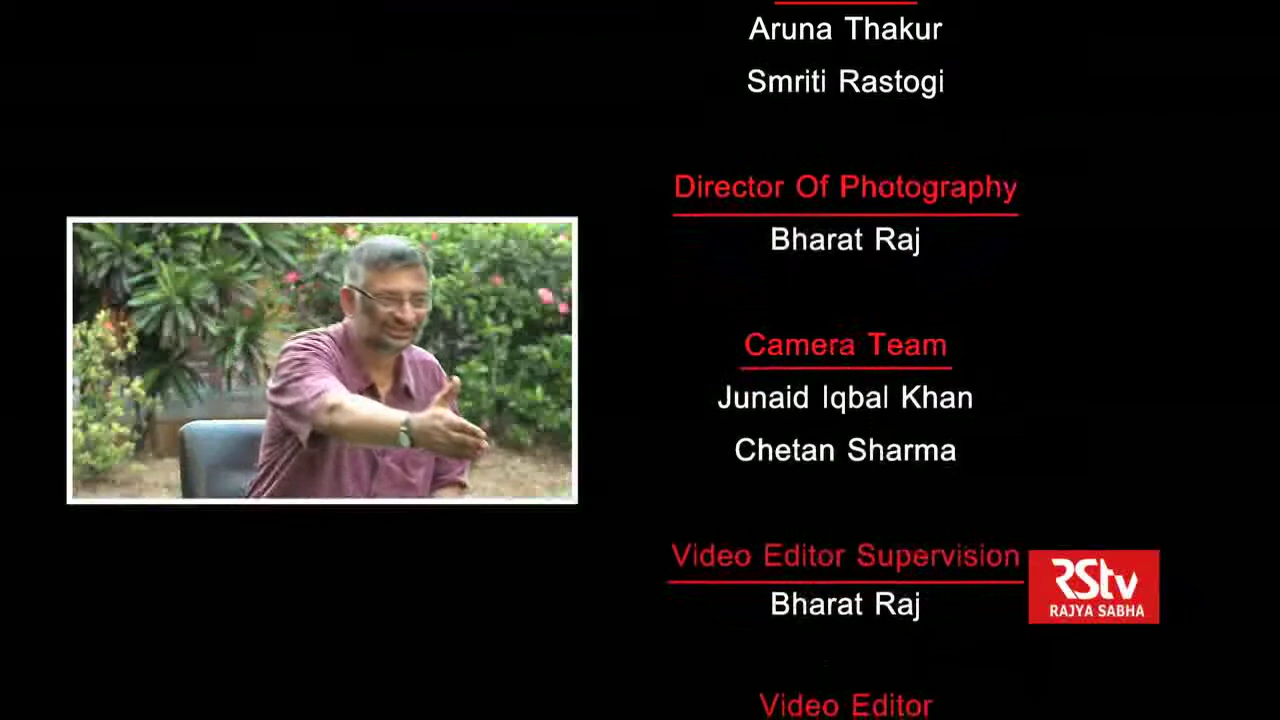 Aruna Thakur
Smriti Rastogi
Director Of Photography
Bharat Raj
Camera Team
Junaid Iqbal Khan
Chetan Sharma
Video Editor Supervision
Bharat Raj
RStv
RAJYA SABHA
Video Editor